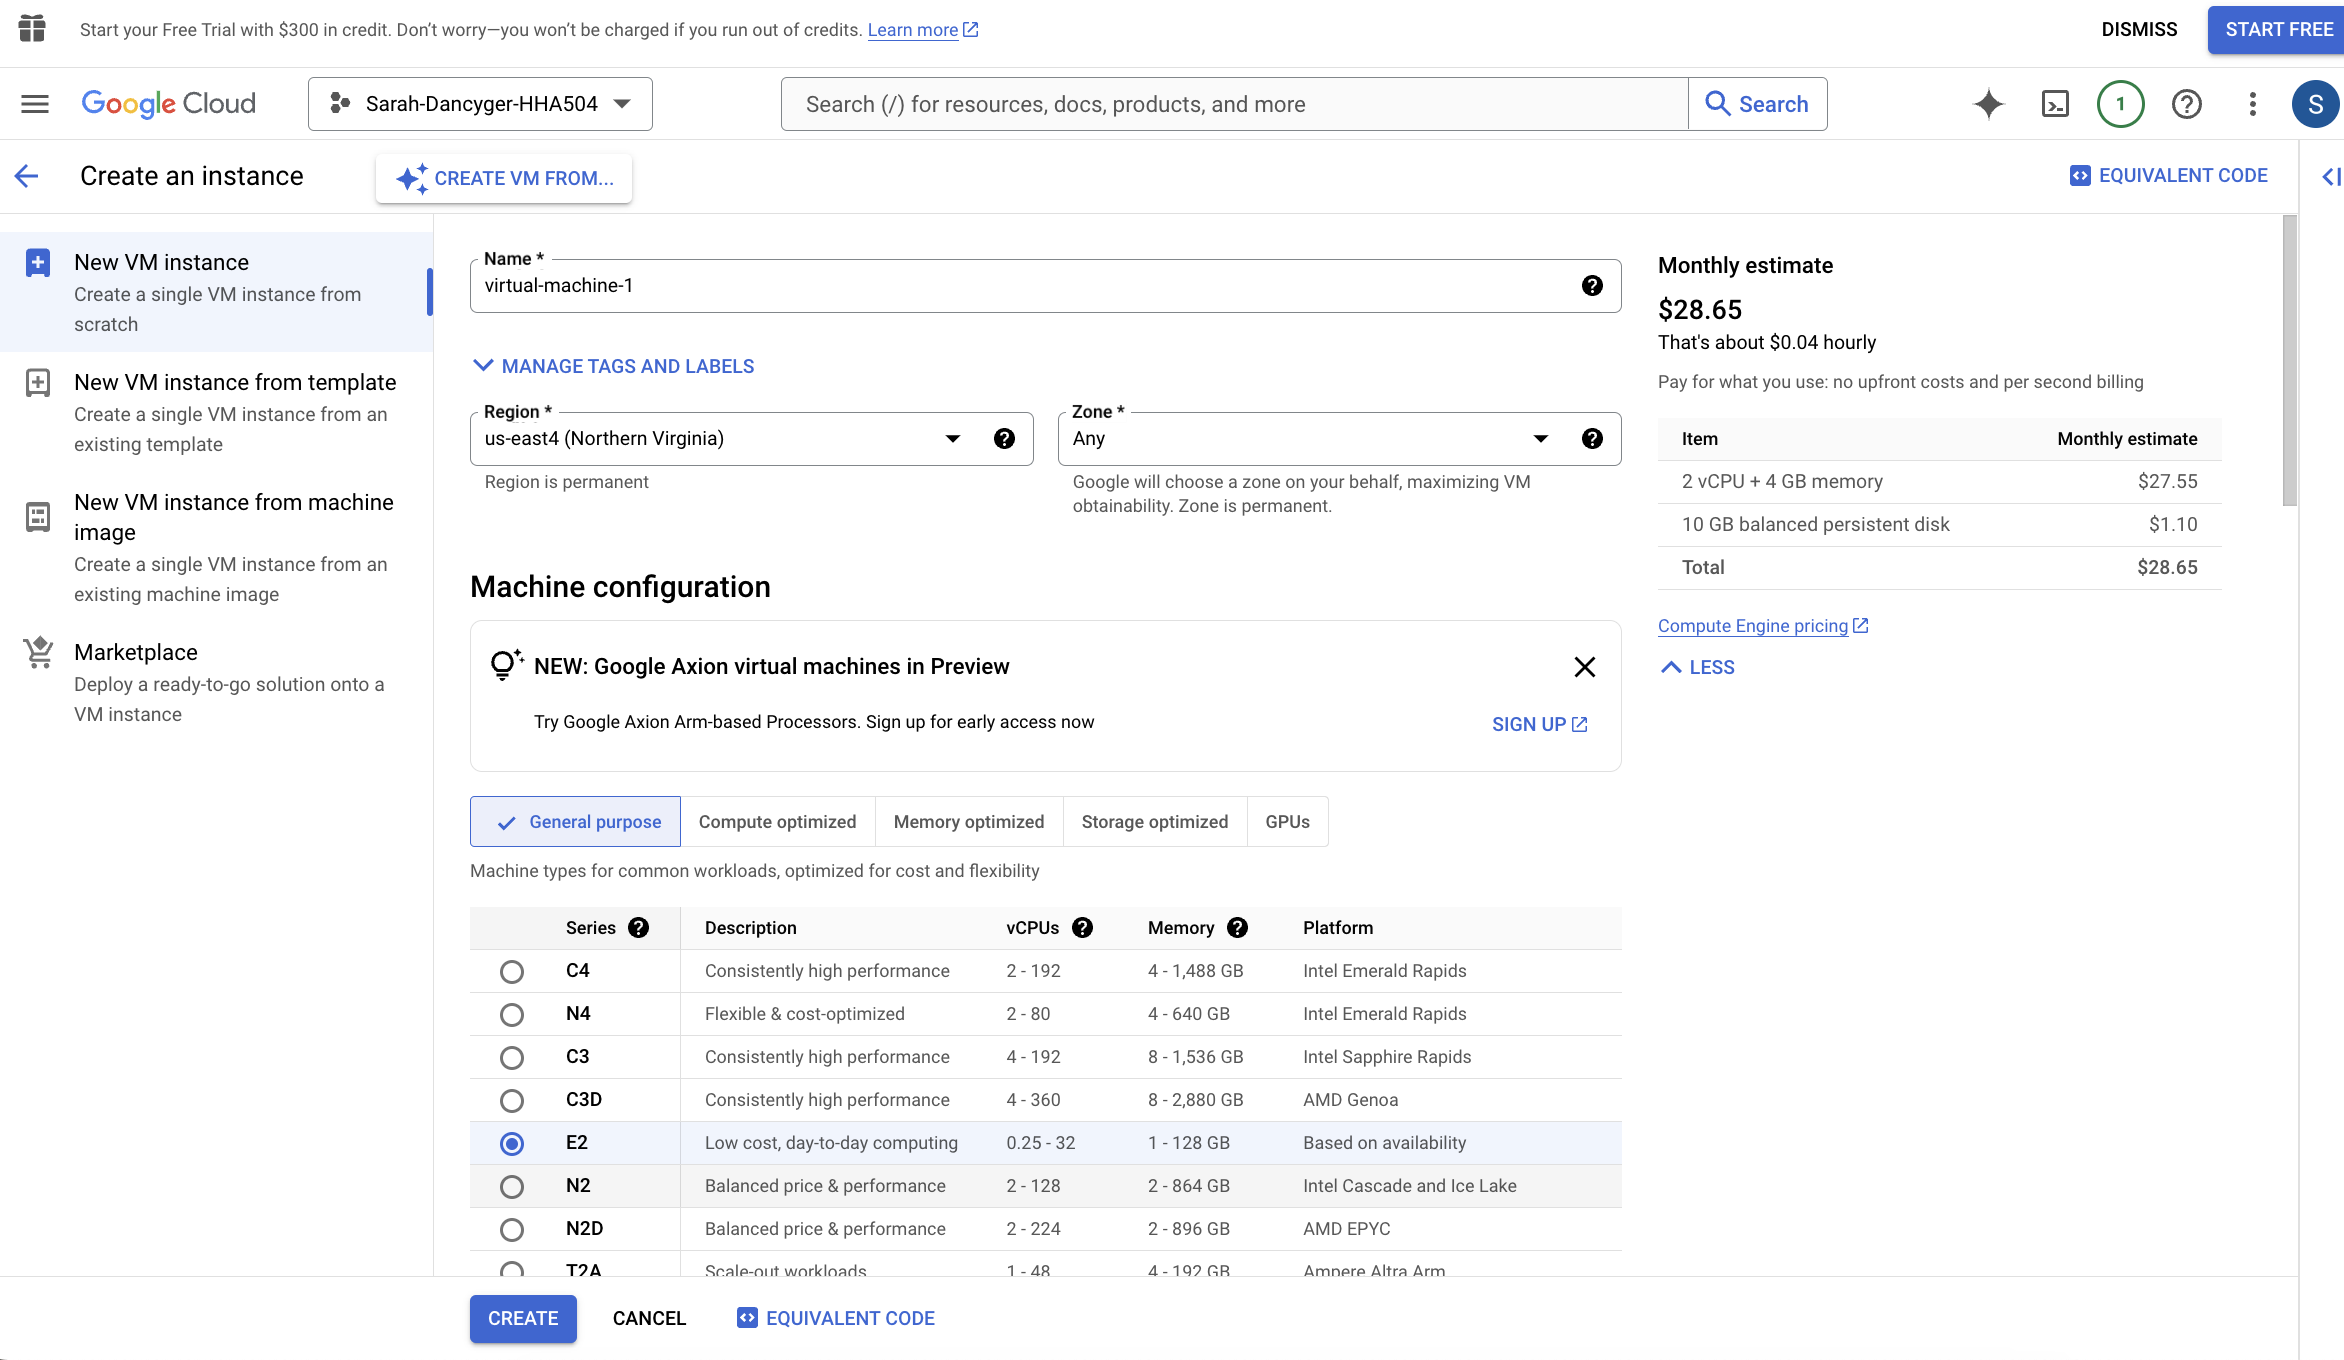 Start your Free Trial with $300 in credit. Don’t worry—you won’t be charged if you run out of credits. Learn more
DISMISS
START FREE
Google Cloud
Sarah-Dancyger-HHA504
Search (/) for resources, docs, products, and more
Search
1
S
Create an instance
CREATE VM FROM...
EQUIVALENT CODE
New VM instance
Create a single VM instance from
scratch
New VM instance from template
Create a single VM instance from an
existing template
New VM instance from machine
image
Create a single VM instance from an
existing machine image
Marketplace
Deploy a ready-to-go solution onto a
VM instance
Name *
virtual-machine-1
MANAGE TAGS AND LABELS
Region *
us-east4 (Northern Virginia)
Region is permanent
Zone *
Any
Google will choose a zone on your behalf, maximizing VM
obtainability. Zone is permanent.
Machine configuration
NEW: Google Axion virtual machines in Preview
Try Google Axion Arm-based Processors. Sign up for early access now
SIGN UP
General purpose
Compute optimized
Memory optimized
Storage optimized
GPUs
Machine types for common workloads, optimized for cost and flexibility
Series Description vCPUs Memory Platform
C4 Consistently high performance 2 - 192 4 - 1,488 GB Intel Emerald Rapids
N4 Flexible & cost-optimized 2 - 80 4 - 640 GB Intel Emerald Rapids
C3 Consistently high performance 4 - 192 8 - 1,536 GB Intel Sapphire Rapids
C3D Consistently high performance 4 - 360 8 - 2,880 GB AMD Genoa
E2 Low cost, day-to-day computing 0.25 - 32 1 - 128 GB Based on availability
N2 Balanced price & performance 2 - 128 2 - 864 GB Intel Cascade and Ice Lake
N2D Balanced price & performance 2 - 224 2 - 896 GB AMD EPYC
T2A Scale-out workloads 1 - 48 4 - 192 GB Ampere Altra Arm
Monthly estimate
$28.65
That's about $0.04 hourly
Pay for what you use: no upfront costs and per second billing
Item Monthly estimate
2 vCPU + 4 GB memory $27.55
10 GB balanced persistent disk $1.10
Total $28.65
Compute Engine pricing
LESS
CREATE
CANCEL
EQUIVALENT CODE